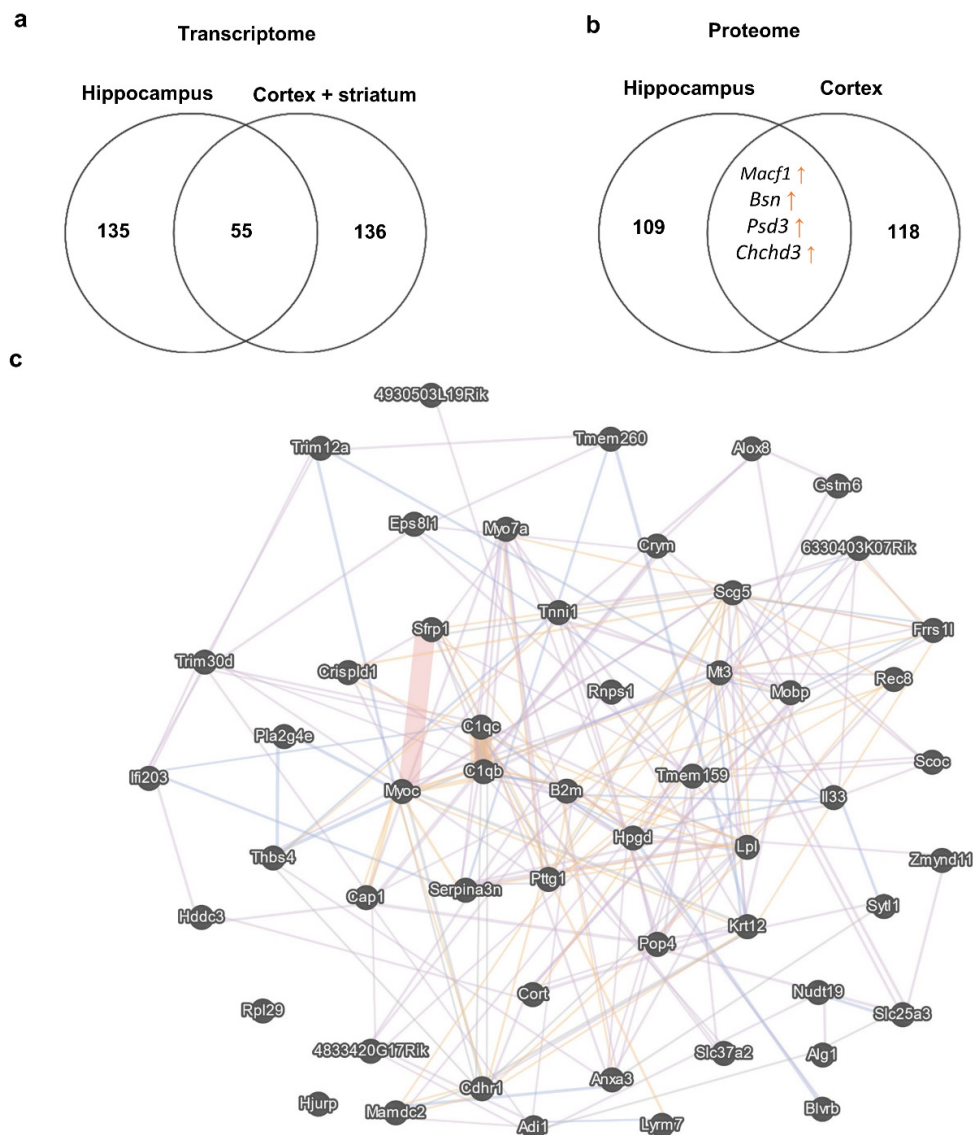 a
Transcriptome
Hippocampus
Cortex + striatum
135
55
136
b
Proteome
Hippocampus
Cortex
Macf1 ↑
Bsn ↑
Psd3 ↑
Chchd3 ↑
109
118
c
4930503L19Rik
Trim12a
Tmem260
Alox8
Gstm6
Eps8l1
Myo7a
Crym
6330403K07Rik
Scg5
Tnni1
Sfrp1
Frrs1l
Trim30d
Crispld1
Mt3
Rec8
Rnps1
Mobp
C1qc
Pla2g4e
Scoc
Ifi203
C1qb
Tmem159
Myoc
B2m
Il33
Hpgd
Lpl
Thbs4
Zmynd11
Pttg1
Serpina3n
Cap1
Sytl1
Hddc3
Krt12
Pop4
Cort
Nudt19
Rpl29
Slc25a3
4833420G17Rik
Slc37a2
Alg1
Anxa3
Cdhr1
Hjurp
Mamdc2
Blvrb
Adi1
Lyrm7